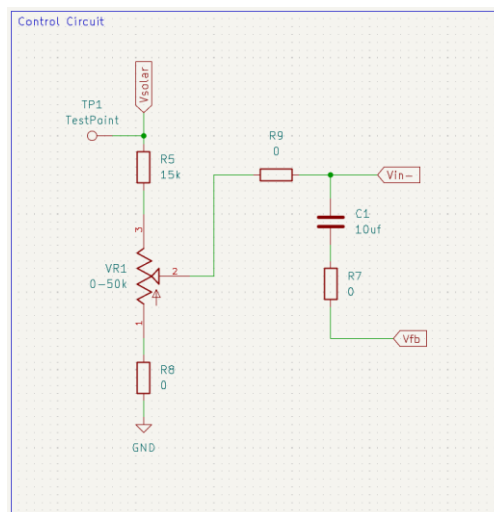 Control Circuit
Vsolar
TP1
TestPoint
R5
15k
R9
0
Vin-
C1
10uf
3
VR1
0-50k
2
1
R7
0
Vfb
R8
0
GND